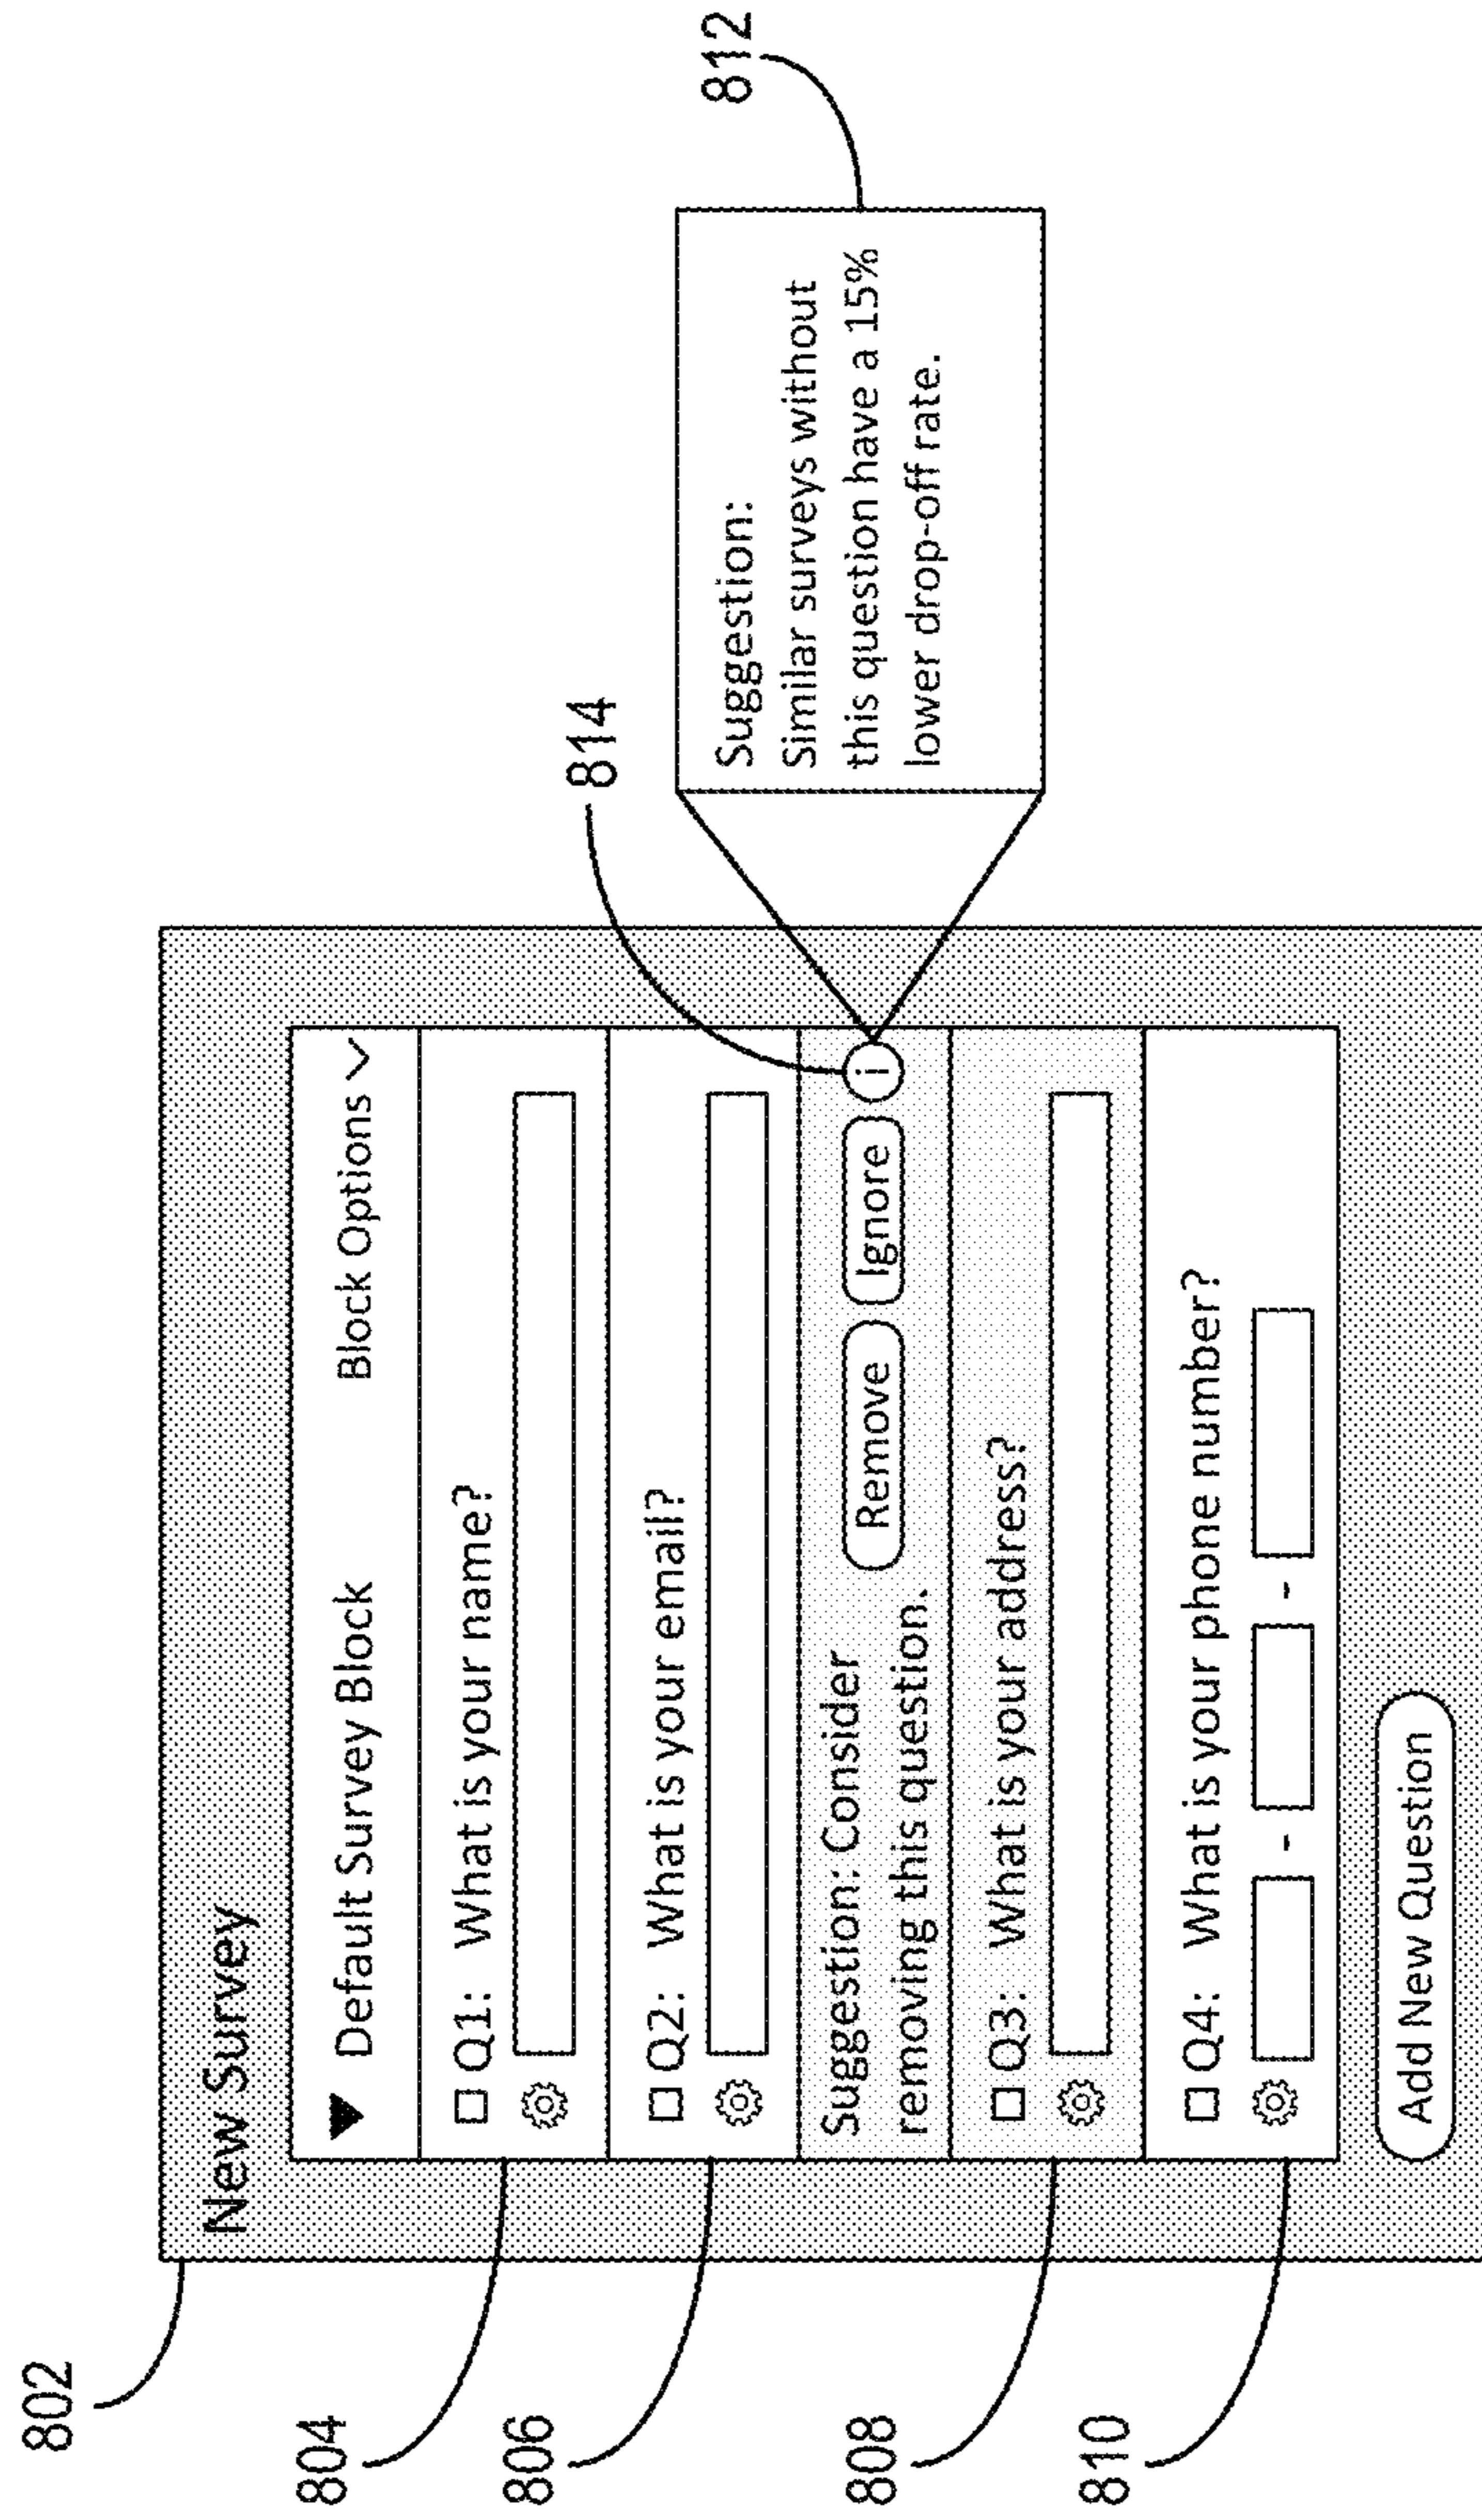 802
New Survey
Default Survey Block
Block Options
804
Q1: What is your name?
806
Q2: What is your email?
Suggestion: Consider
removing this question.
Remove
Ignore
i
814
Suggestion:
Similar surveys without
this question have a 15%
lower drop-off rate.
812
808
Q3: What is your address?
810
Q4: What is your phone number?
- -
Add New Question